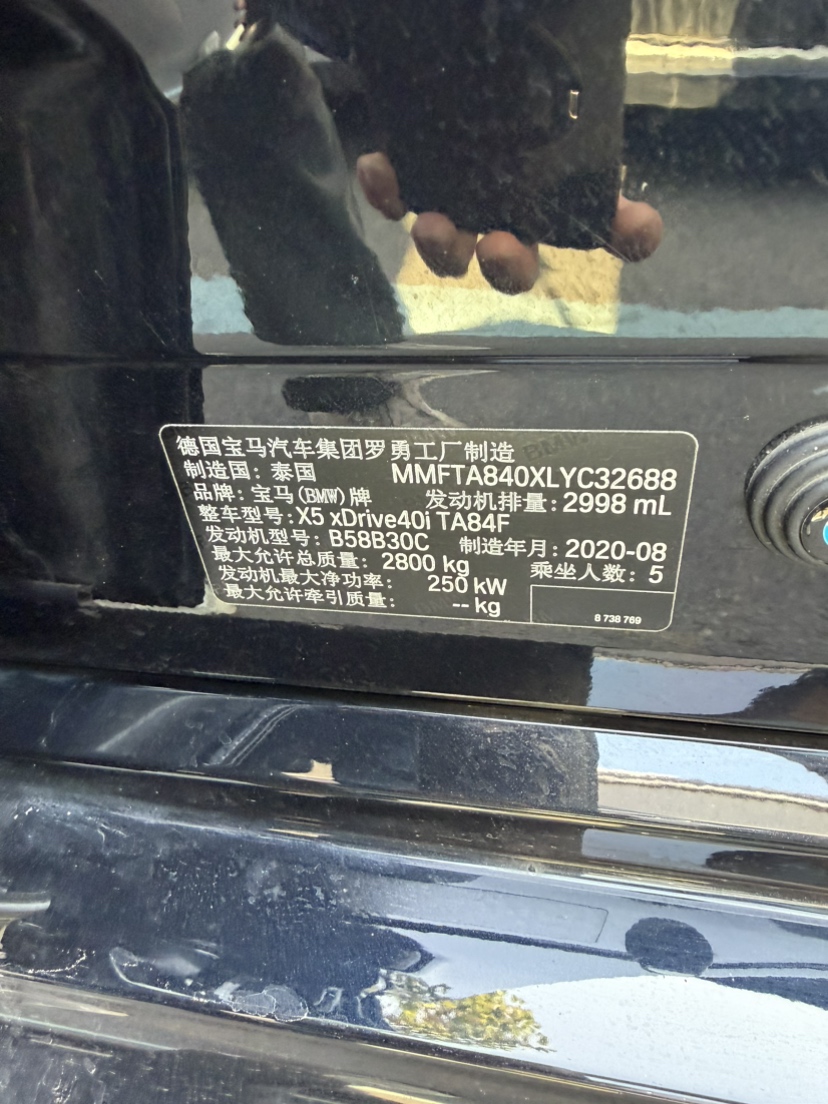 德国宝马汽车集团罗勇工厂制造
制造国: 泰国 MMFTA840XLYC32688
品牌: 宝马(BMW)牌 发动机排量: 2998 mL
整车型号: X5 xDrive40i TA84F
发动机型号: B58B30C 制造年月: 2020-08
最大允许总质量: 2800 kg 乘坐人数: 5
发动机最大净功率: 250 kW
最大允许牵引质量: -- kg
8 738 769